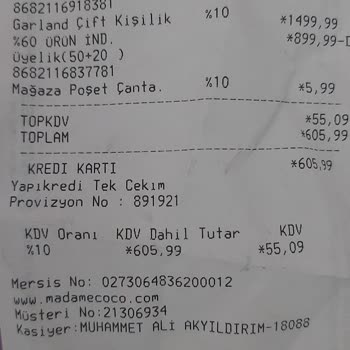 8682116918381
Garland Çift Kişilik %10 *1499,99
%60 ÜRÜN İND. *899,99-D
Üyelik(50+20 )
8682116837781
Mağaza Poşet Çanta. %10 *5,99
TOPKDV *55,09
TOPLAM *605,99
KREDİ KARTI *605,99
Yapıkredi Tek Çekim
Provizyon No : 891921
KDV Oranı KDV Dahil Tutar KDV
%10 *605,99 *55,09
Mersis No: 0273064836200012
www.madamecoco.com
Müşteri No:21306934
Kasiyer:MUHAMMET ALİ AKYILDIRIM-18088